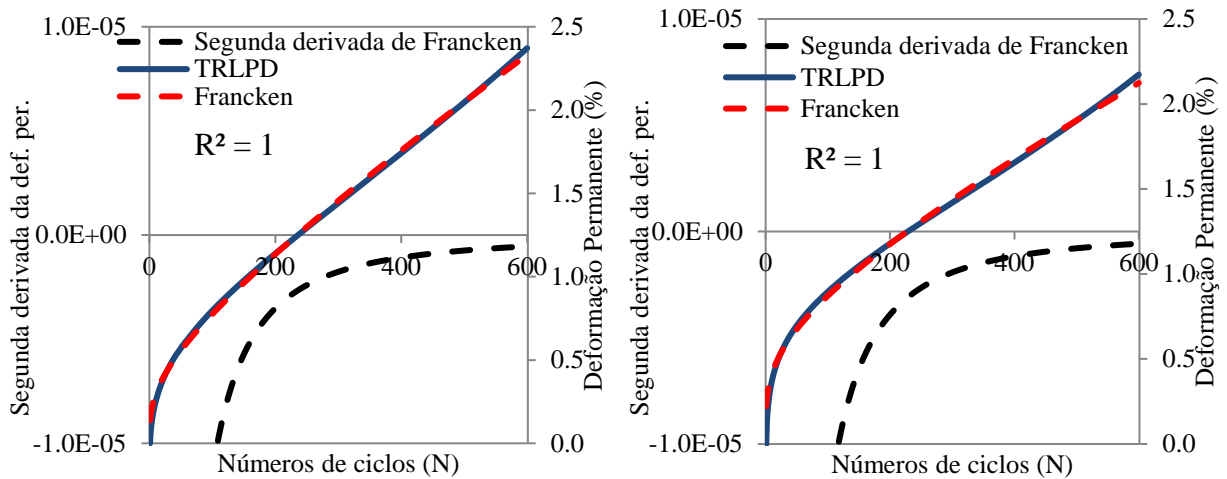 Segunda derivada da def. per.
1.0E-05
0.0E+00
-1.0E-05
Segunda derivada de Francken
TRLPD
Francken
R² = 1
0
200
400
600
Números de ciclos (N)
2.5
2.0
1.5
1.0
0.5
0.0
Deformação Permanente (%)
Segunda derivada da def. per.
1.0E-05
0.0E+00
-1.0E-05
Segunda derivada de Francken
TRLPD
Francken
R² = 1
0
200
400
600
Números de ciclos (N)
2.5
2.0
1.5
1.0
0.5
0.0
Deformação Permanente (%)